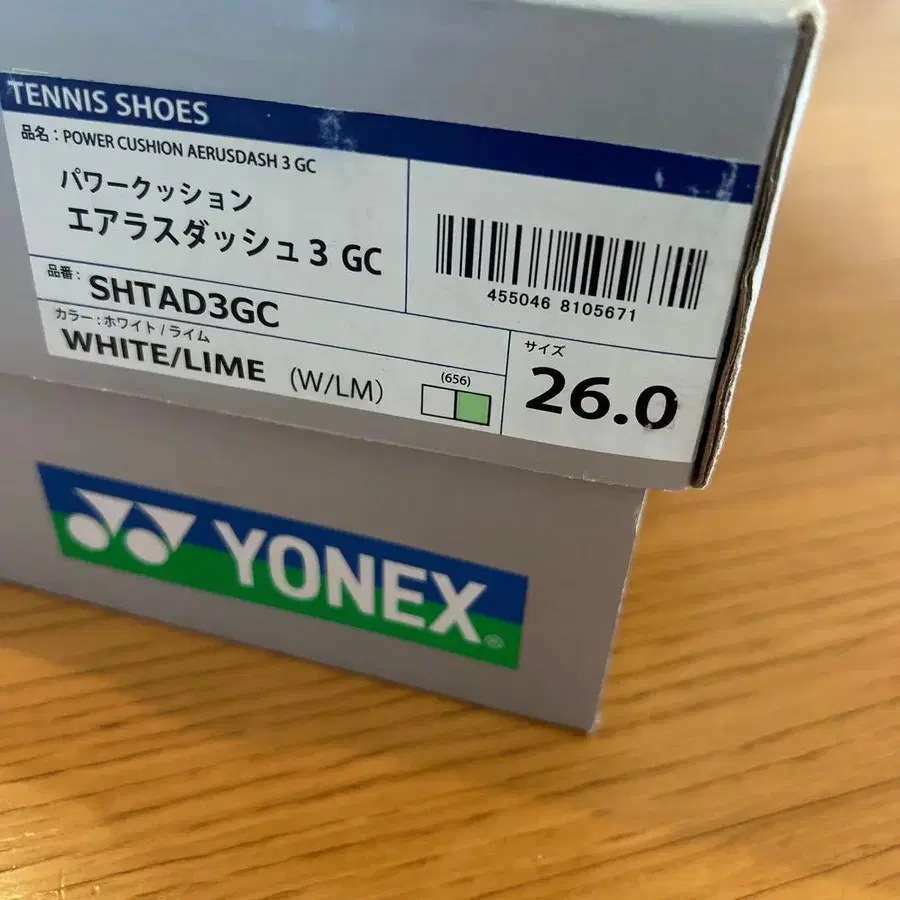 TENNIS SHOES
品名：POWER CUSHION AERUSDASH 3 GC
パワークッション
エアラスダッシュ3 GC
455046 8105671
品番：
SHTAD3GC
カラー：ホワイト / ライム
WHITE/LIME (W/LM)
(656)
サイズ
26.0
YONEX®